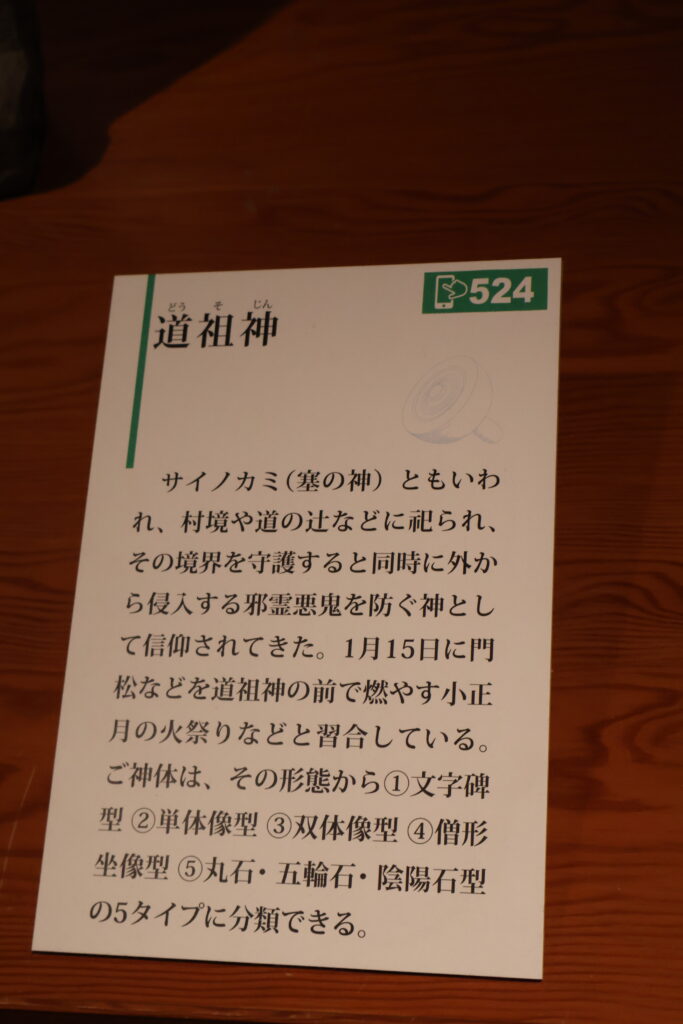 524
どうそじん
道祖神
サイノカミ（塞の神）ともいわ
れ、村境や道の辻などに祀られ、
その境界を守護すると同時に外か
ら侵入する邪霊悪鬼を防ぐ神とし
て信仰されてきた。1月15日に門
松などを道祖神の前で燃やす小正
月の火祭りなどと習合している。
ご神体は、その形態から①文字碑
型 ②単体像型 ③双体像型 ④僧形
坐像型 ⑤丸石・五輪石・陰陽石型
の5タイプに分類できる。